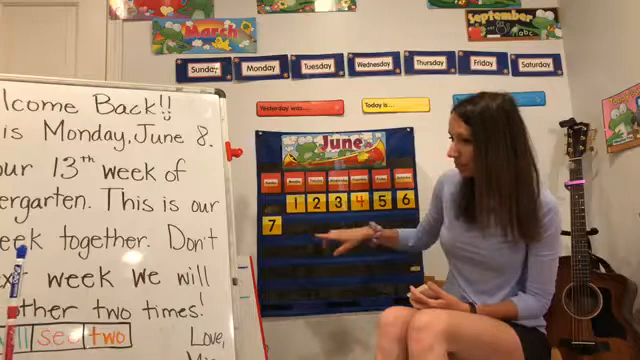 March
September
abc
Sunday Monday Tuesday Wednesday Thursday Friday Saturday
Yesterday was... Today is...
lcome Back!!
is Monday, June 8.
our 13th week of
ergarten. This is our
eek together. Don't
week we will
other two times!
see two
Love,
June
1 2 3 4 5 6
7